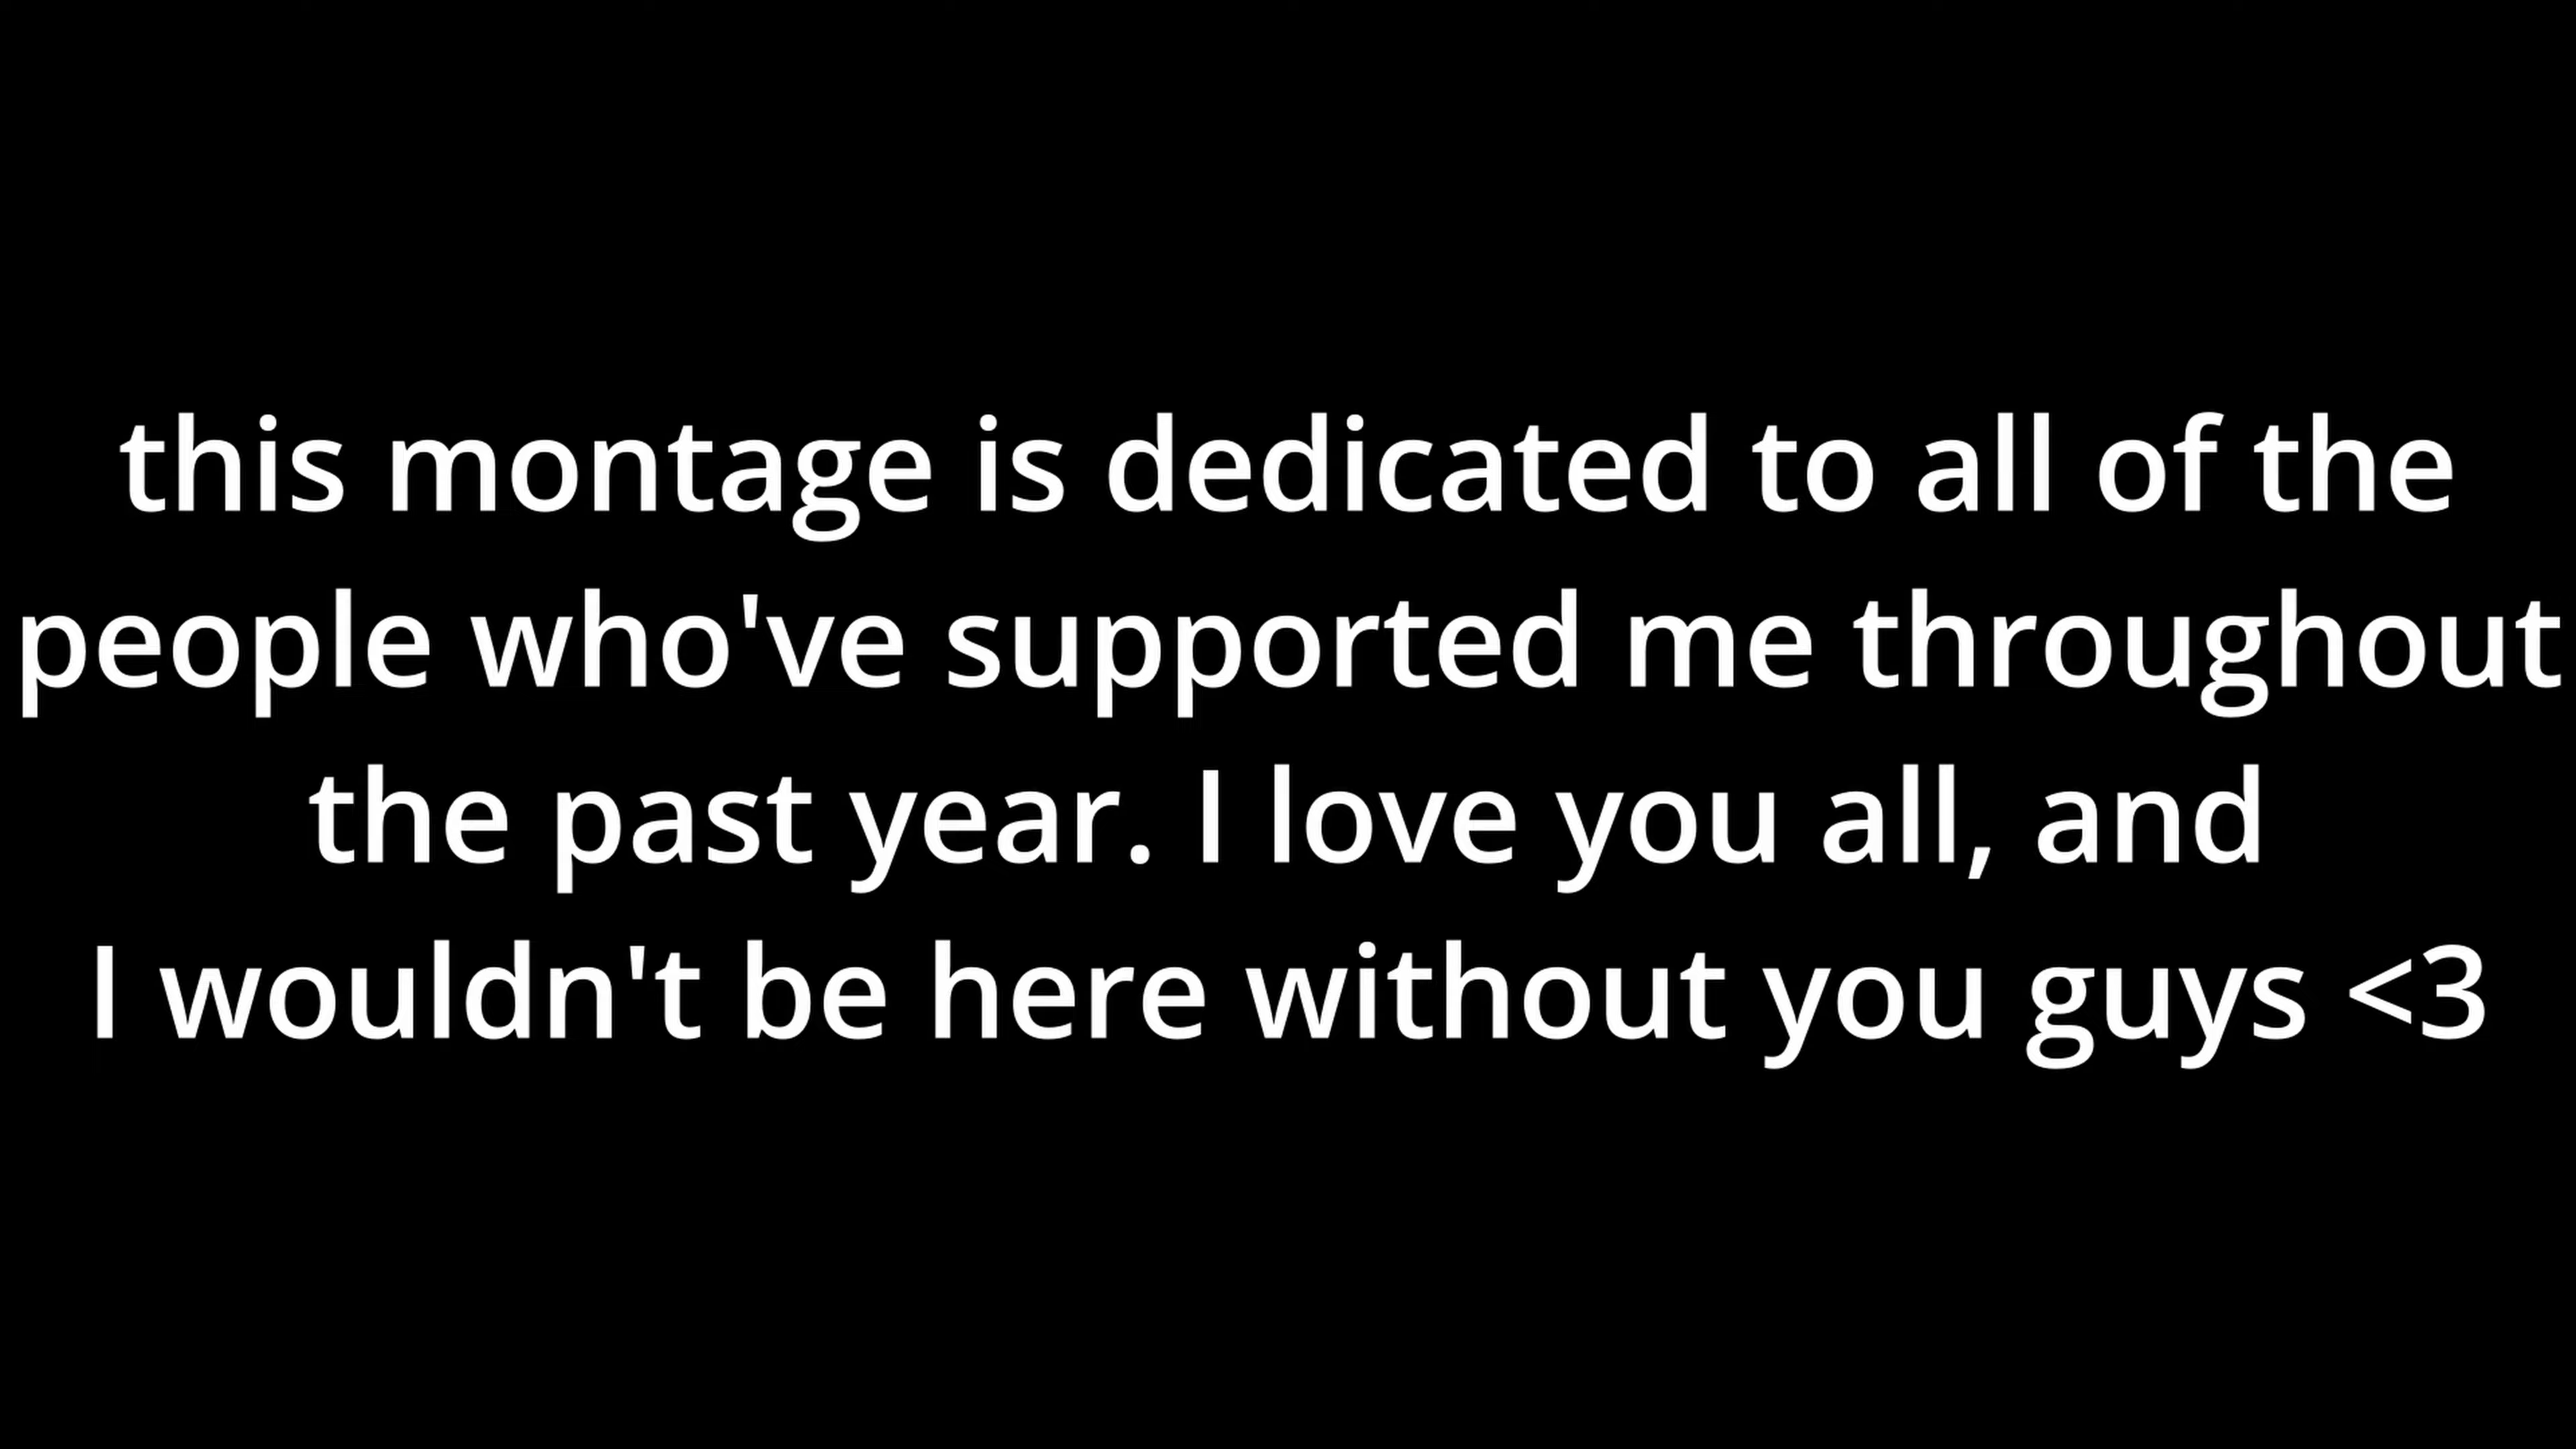 this montage is dedicated to all of the
people who've supported me throughout
the past year. I love you all, and
I wouldn't be here without you guys <3